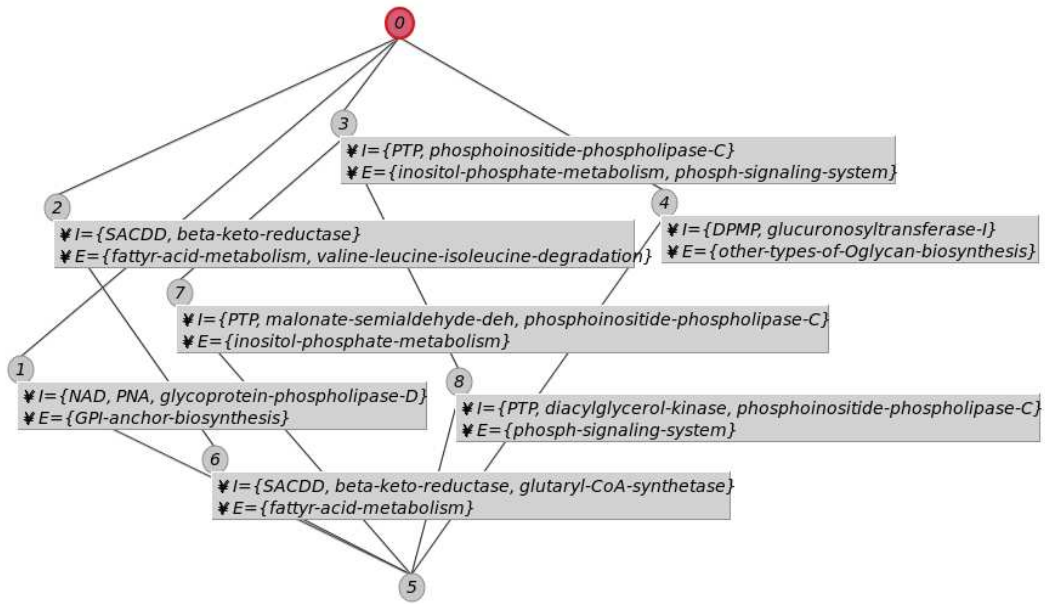 0
3
¥ I={PTP, phosphoinositide-phospholipase-C}
¥ E={inositol-phosphate-metabolism, phosph-signaling-system}
2
4
¥ I={SACDD, beta-keto-reductase}
¥ E={fattyr-acid-metabolism, valine-leucine-isoleucine-degradation}
¥ I={DPMP, glucuronosyltransferase-I}
¥ E={other-types-of-Oglycan-biosynthesis}
7
¥ I={PTP, malonate-semialdehyde-deh, phosphoinositide-phospholipase-C}
¥ E={inositol-phosphate-metabolism}
1
8
¥ I={NAD, PNA, glycoprotein-phospholipase-D}
¥ E={GPI-anchor-biosynthesis}
¥ I={PTP, diacylglycerol-kinase, phosphoinositide-phospholipase-C}
¥ E={phosph-signaling-system}
6
¥ I={SACDD, beta-keto-reductase, glutaryl-CoA-synthetase}
¥ E={fattyr-acid-metabolism}
5